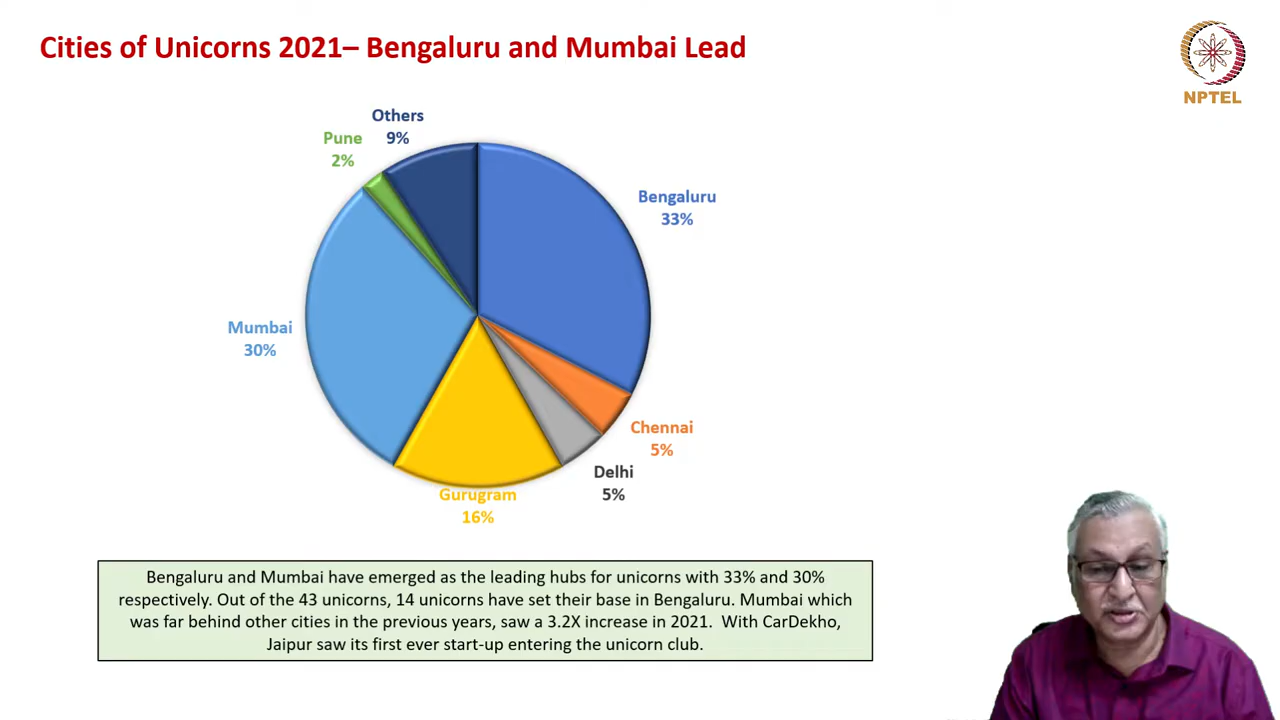 Cities of Unicorns 2021– Bengaluru and Mumbai Lead
NPTEL
Others
9%
Pune
2%
Bengaluru
33%
Mumbai
30%
Chennai
5%
Delhi
5%
Gurugram
16%
Bengaluru and Mumbai have emerged as the leading hubs for unicorns with 33% and 30%
respectively. Out of the 43 unicorns, 14 unicorns have set their base in Bengaluru. Mumbai which
was far behind other cities in the previous years, saw a 3.2X increase in 2021. With CarDekho,
Jaipur saw its first ever start-up entering the unicorn club.